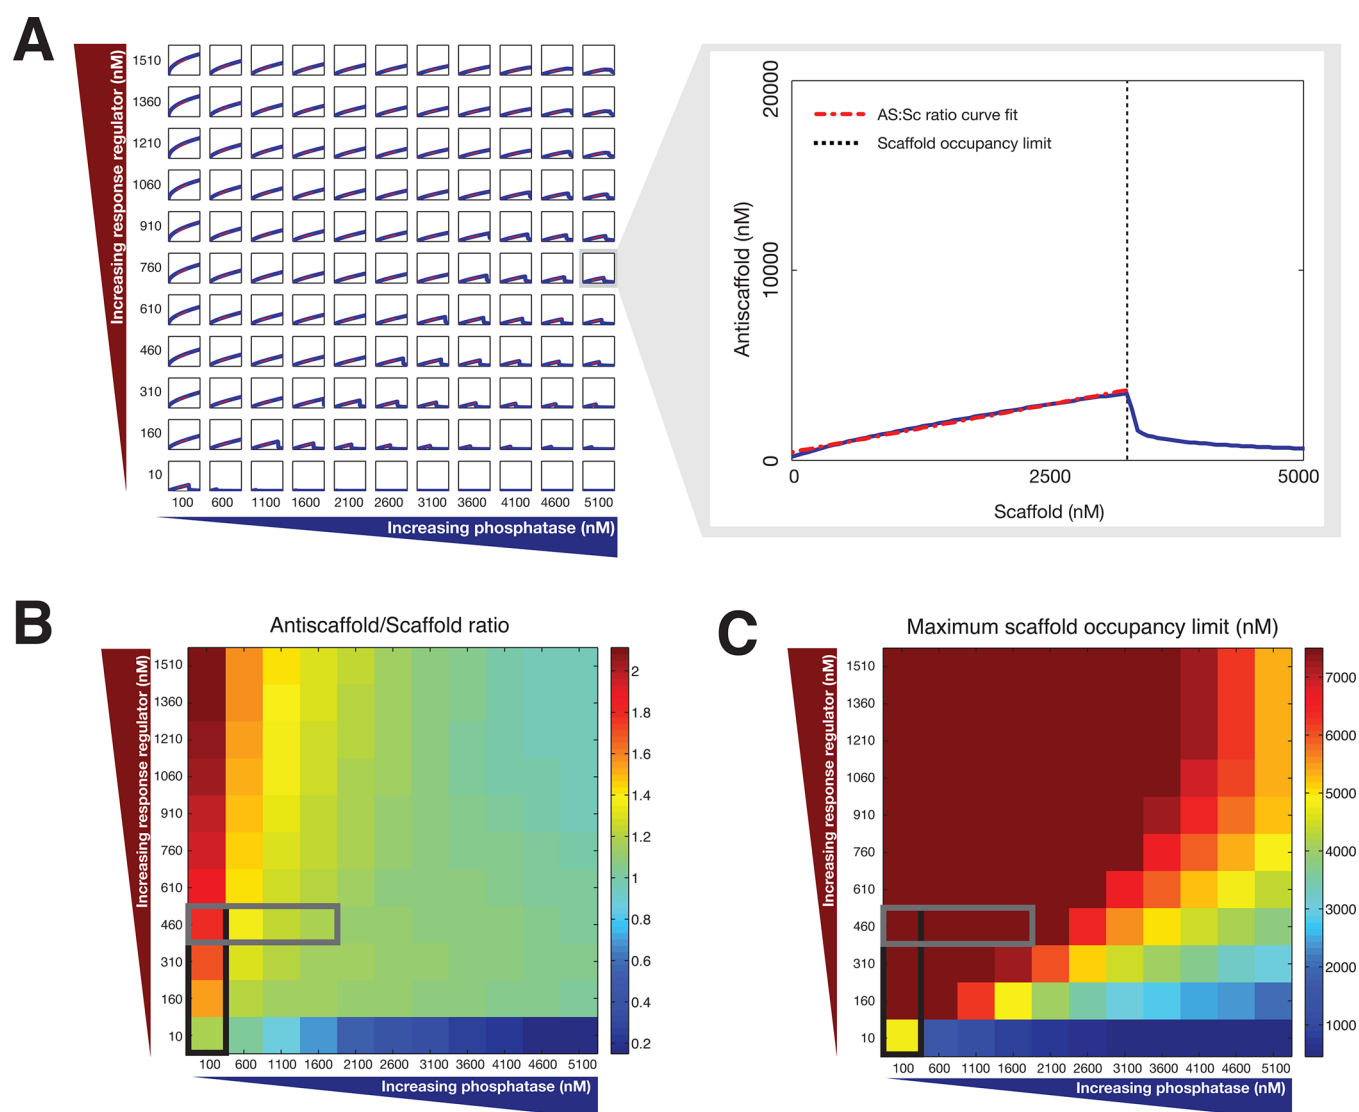 A
Increasing response regulator (nM)
1510
1360
1210
1060
910
760
610
460
310
160
10
100 600 1100 1600 2100 2600 3100 3600 4100 4600 5100
Increasing phosphatase (nM)
AS:Sc ratio curve fit
Scaffold occupancy limit
Antiscaffold (nM)
20000
10000
0
0 2500 5000
Scaffold (nM)
B
Antiscaffold/Scaffold ratio
Increasing response regulator (nM)
1510
1360
1210
1060
910
760
610
460
310
160
10
100 600 1100 1600 2100 2600 3100 3600 4100 4600 5100
Increasing phosphatase (nM)
2
1.8
1.6
1.4
1.2
1
0.8
0.6
0.4
0.2
C
Maximum scaffold occupancy limit (nM)
Increasing response regulator (nM)
1510
1360
1210
1060
910
760
610
460
310
160
10
100 600 1100 1600 2100 2600 3100 3600 4100 4600 5100
Increasing phosphatase (nM)
7000
6000
5000
4000
3000
2000
1000